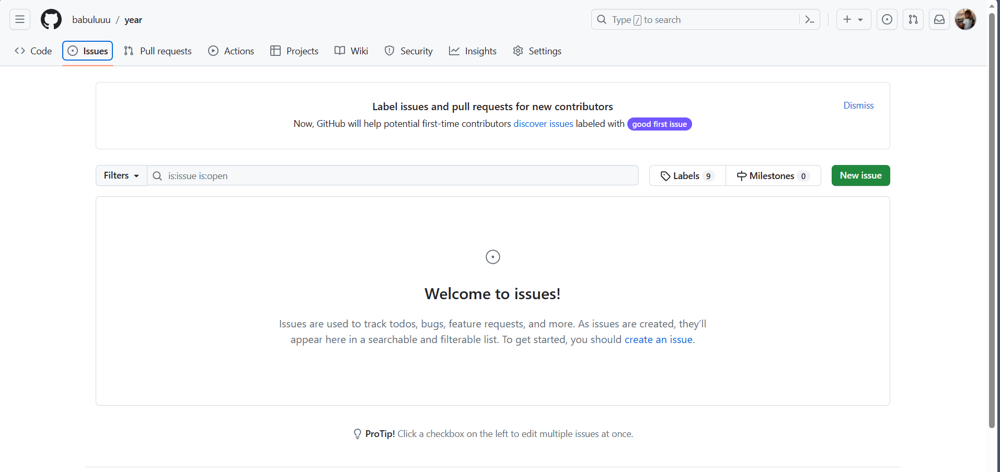 babuluuu / year
Type / to search
Code Issues Pull requests Actions Projects Wiki Security Insights Settings
Label issues and pull requests for new contributors
Dismiss
Now, GitHub will help potential first-time contributors discover issues labeled with good first issue
Filters is:issue is:open Labels 9 Milestones 0 New issue
Welcome to issues!
Issues are used to track todos, bugs, feature requests, and more. As issues are created, they’ll
appear here in a searchable and filterable list. To get started, you should create an issue.
ProTip! Click a checkbox on the left to edit multiple issues at once.